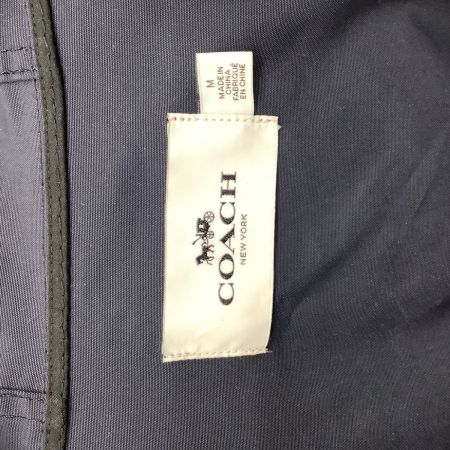 M
MADE IN
CHINA
FABRIQUÉ
EN CHINE
COACH
NEW YORK